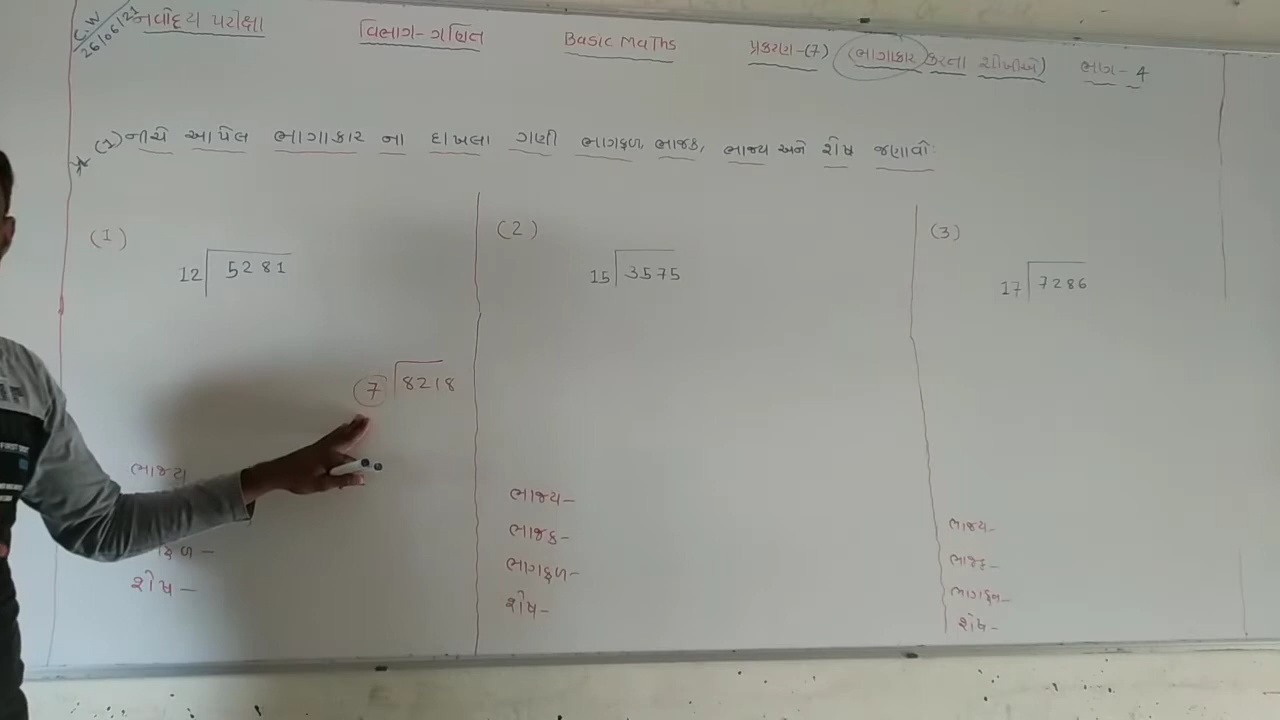 C.W
26/06/21
નવોદય પરીક્ષા વિભાગ-ગણિત Basic Maths પ્રકરણ-(7) (ભાગાકાર કરતા શીખીએ) ભાગ-4
(1) નીચે આપેલ ભાગાકાર ના દાખલા ગણી ભાગફળ, ભાજક, ભાજ્ય અને શેષ જણાવો:
(1)
12 5281
7 8218
ભાજ્ય
ફળ-
શેષ-
(2)
15 3575
ભાજ્ય-
ભાજક-
ભાગફળ-
શેષ-
(3)
17 7286
ભાજ્ય-
ભાજક-
ભાગફળ-
શેષ-